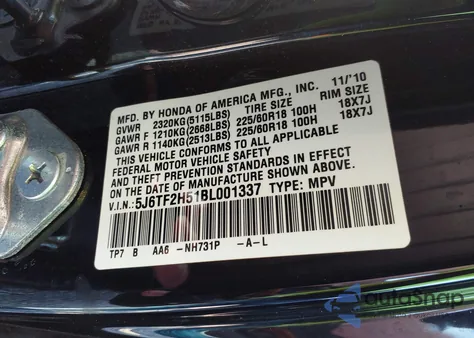 MFD. BY HONDA OF AMERICA MFG., INC. 11/'10
GVWR 2320KG(5115LBS) TIRE SIZE RIM SIZE
GAWR F 1210KG(2668LBS) 225/60R18 100H 18X7J
GAWR R 1140KG(2513LBS) 225/60R18 100H 18X7J
THIS VEHICLE CONFORMS TO ALL APPLICABLE
FEDERAL MOTOR VEHICLE SAFETY
AND THEFT PREVENTION STANDARDS IN EFFECT
ON THE DATE OF MANUFACTURE SHOWN ABOVE.
V.I.N.: 5J6TF2H51BL001337 TYPE: MPV
TP7 B AA6 -NH731P -A-L
autosnap